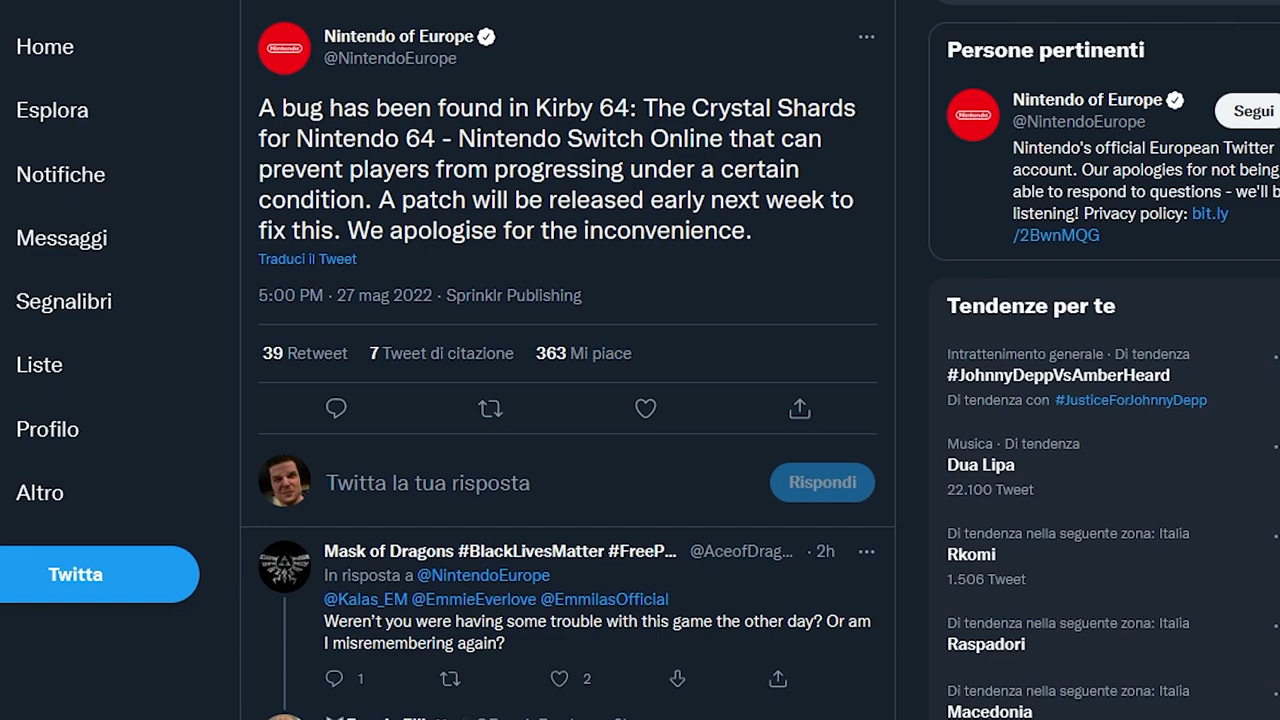 Home
Esplora
Notifiche
Messaggi
Segnalibri
Liste
Profilo
Altro
Twitta
Nintendo
Nintendo of Europe
@NintendoEurope
A bug has been found in Kirby 64: The Crystal Shards
for Nintendo 64 - Nintendo Switch Online that can
prevent players from progressing under a certain
condition. A patch will be released early next week to
fix this. We apologise for the inconvenience.
Traduci il Tweet
5:00 PM · 27 mag 2022 · Sprinklr Publishing
39 Retweet 7 Tweet di citazione 363 Mi piace
Twitta la tua risposta
Rispondi
Mask of Dragons #BlackLivesMatter #FreeP... @AceofDrag... · 2h
In risposta a @NintendoEurope
@Kalas_EM @EmmieEverlove @EmmilasOfficial
Weren't you were having some trouble with this game the other day? Or am
I misremembering again?
1 2
Persone pertinenti
Nintendo
Nintendo of Europe
@NintendoEurope
Segui
Nintendo's official European Twitter
account. Our apologies for not being
able to respond to questions - we'll b
listening! Privacy policy: bit.ly
/2BwnMQG
Tendenze per te
Intrattenimento generale · Di tendenza
#JohnnyDeppVsAmberHeard
Di tendenza con #JusticeForJohnnyDepp
Musica · Di tendenza
Dua Lipa
22.100 Tweet
Di tendenza nella seguente zona: Italia
Rkomi
1.506 Tweet
Di tendenza nella seguente zona: Italia
Raspadori
Di tendenza nella seguente zona: Italia
Macedonia